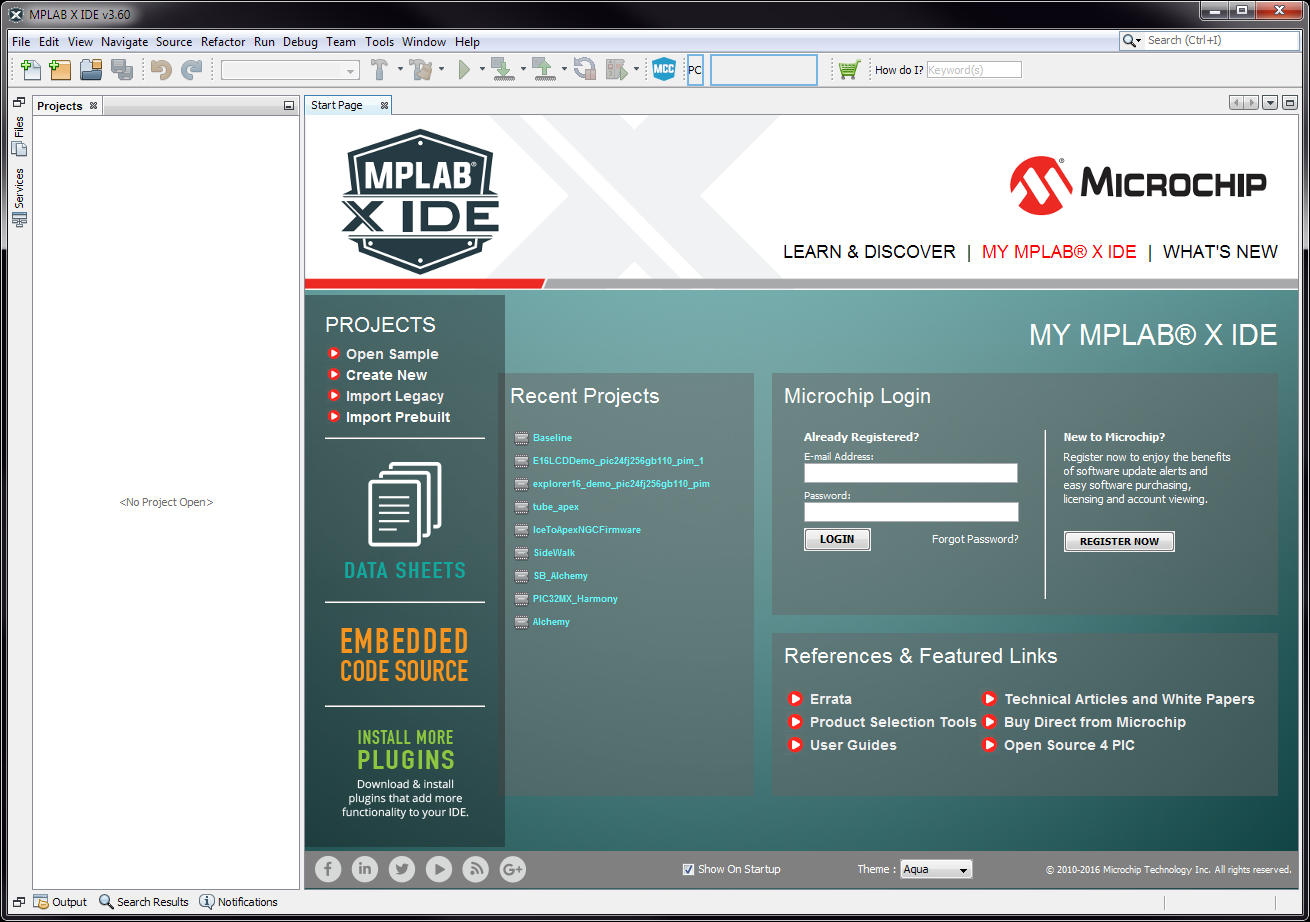 MPLAB X IDE v3.60
File Edit View Navigate Source Refactor Run Debug Team Tools Window Help
Search (Ctrl+I)
MCC
PC
How do I?
Keyword(s)
Files
Services
Projects
<No Project Open>
Start Page
MPLAB®
X IDE
MICROCHIP
LEARN & DISCOVER | MY MPLAB® X IDE | WHAT'S NEW
PROJECTS
Open Sample
Create New
Import Legacy
Import Prebuilt
DATA SHEETS
EMBEDDED
CODE SOURCE
INSTALL MORE
PLUGINS
Download & install
plugins that add more
functionality to your IDE.
MY MPLAB® X IDE
Recent Projects
Baseline
E16LCDDemo_pic24fj256gb110_pim_1
explorer16_demo_pic24fj256gb110_pim
tube_apex
IceToApexNGCFirmware
SideWalk
SB_Alchemy
PIC32MX_Harmony
Alchemy
Microchip Login
Already Registered?
E-mail Address:
Password:
LOGIN
Forgot Password?
New to Microchip?
Register now to enjoy the benefits
of software update alerts and
easy software purchasing,
licensing and account viewing.
REGISTER NOW
References & Featured Links
Errata
Product Selection Tools
User Guides
Technical Articles and White Papers
Buy Direct from Microchip
Open Source 4 PIC
f in G+
Show On Startup
Theme : Aqua
© 2010-2016 Microchip Technology Inc. All rights reserved.
Output Search Results Notifications